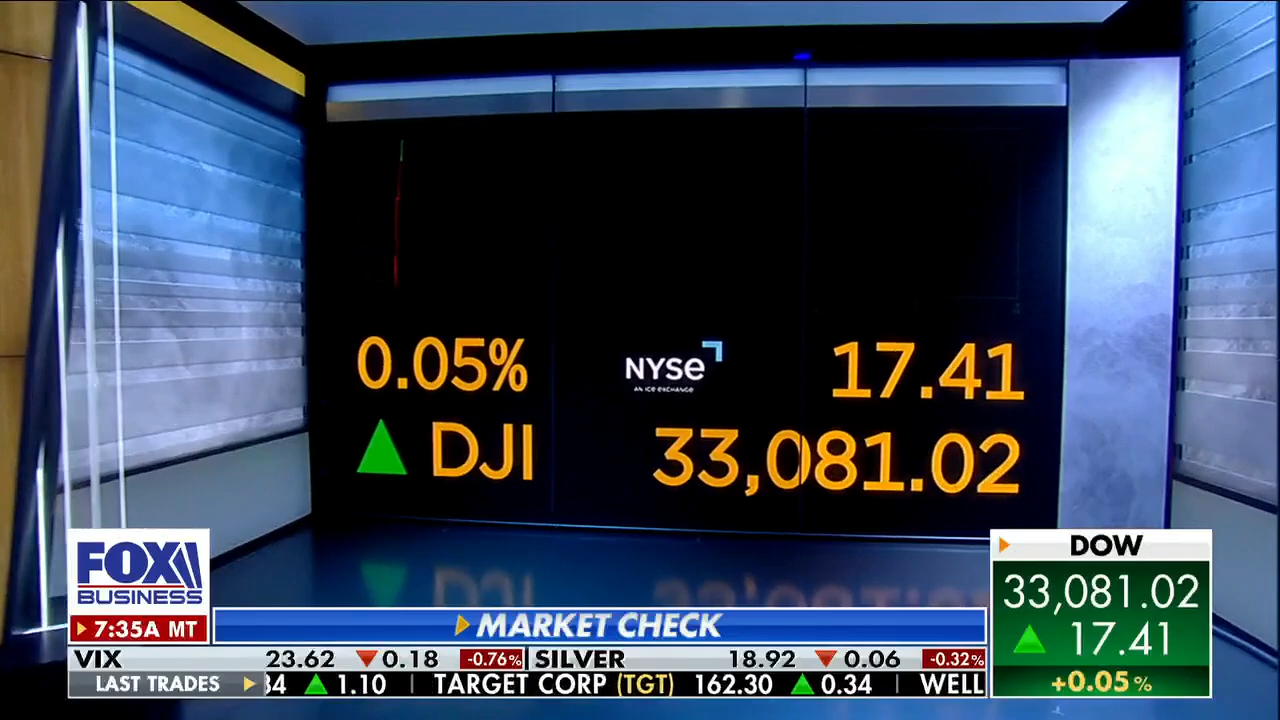 0.05%
NYSE
AN ICE EXCHANGE
17.41
▲ DJI
33,081.02
FOX
BUSINESS
7:35A MT
MARKET CHECK
VIX 23.62 ▼0.18 -0.76% SILVER 18.92 ▼0.06 -0.32%
LAST TRADES 34 ▲ 1.10 | TARGET CORP (TGT) 162.30 ▲ 0.34 | WELL
DOW
33,081.02
▲ 17.41
+0.05%